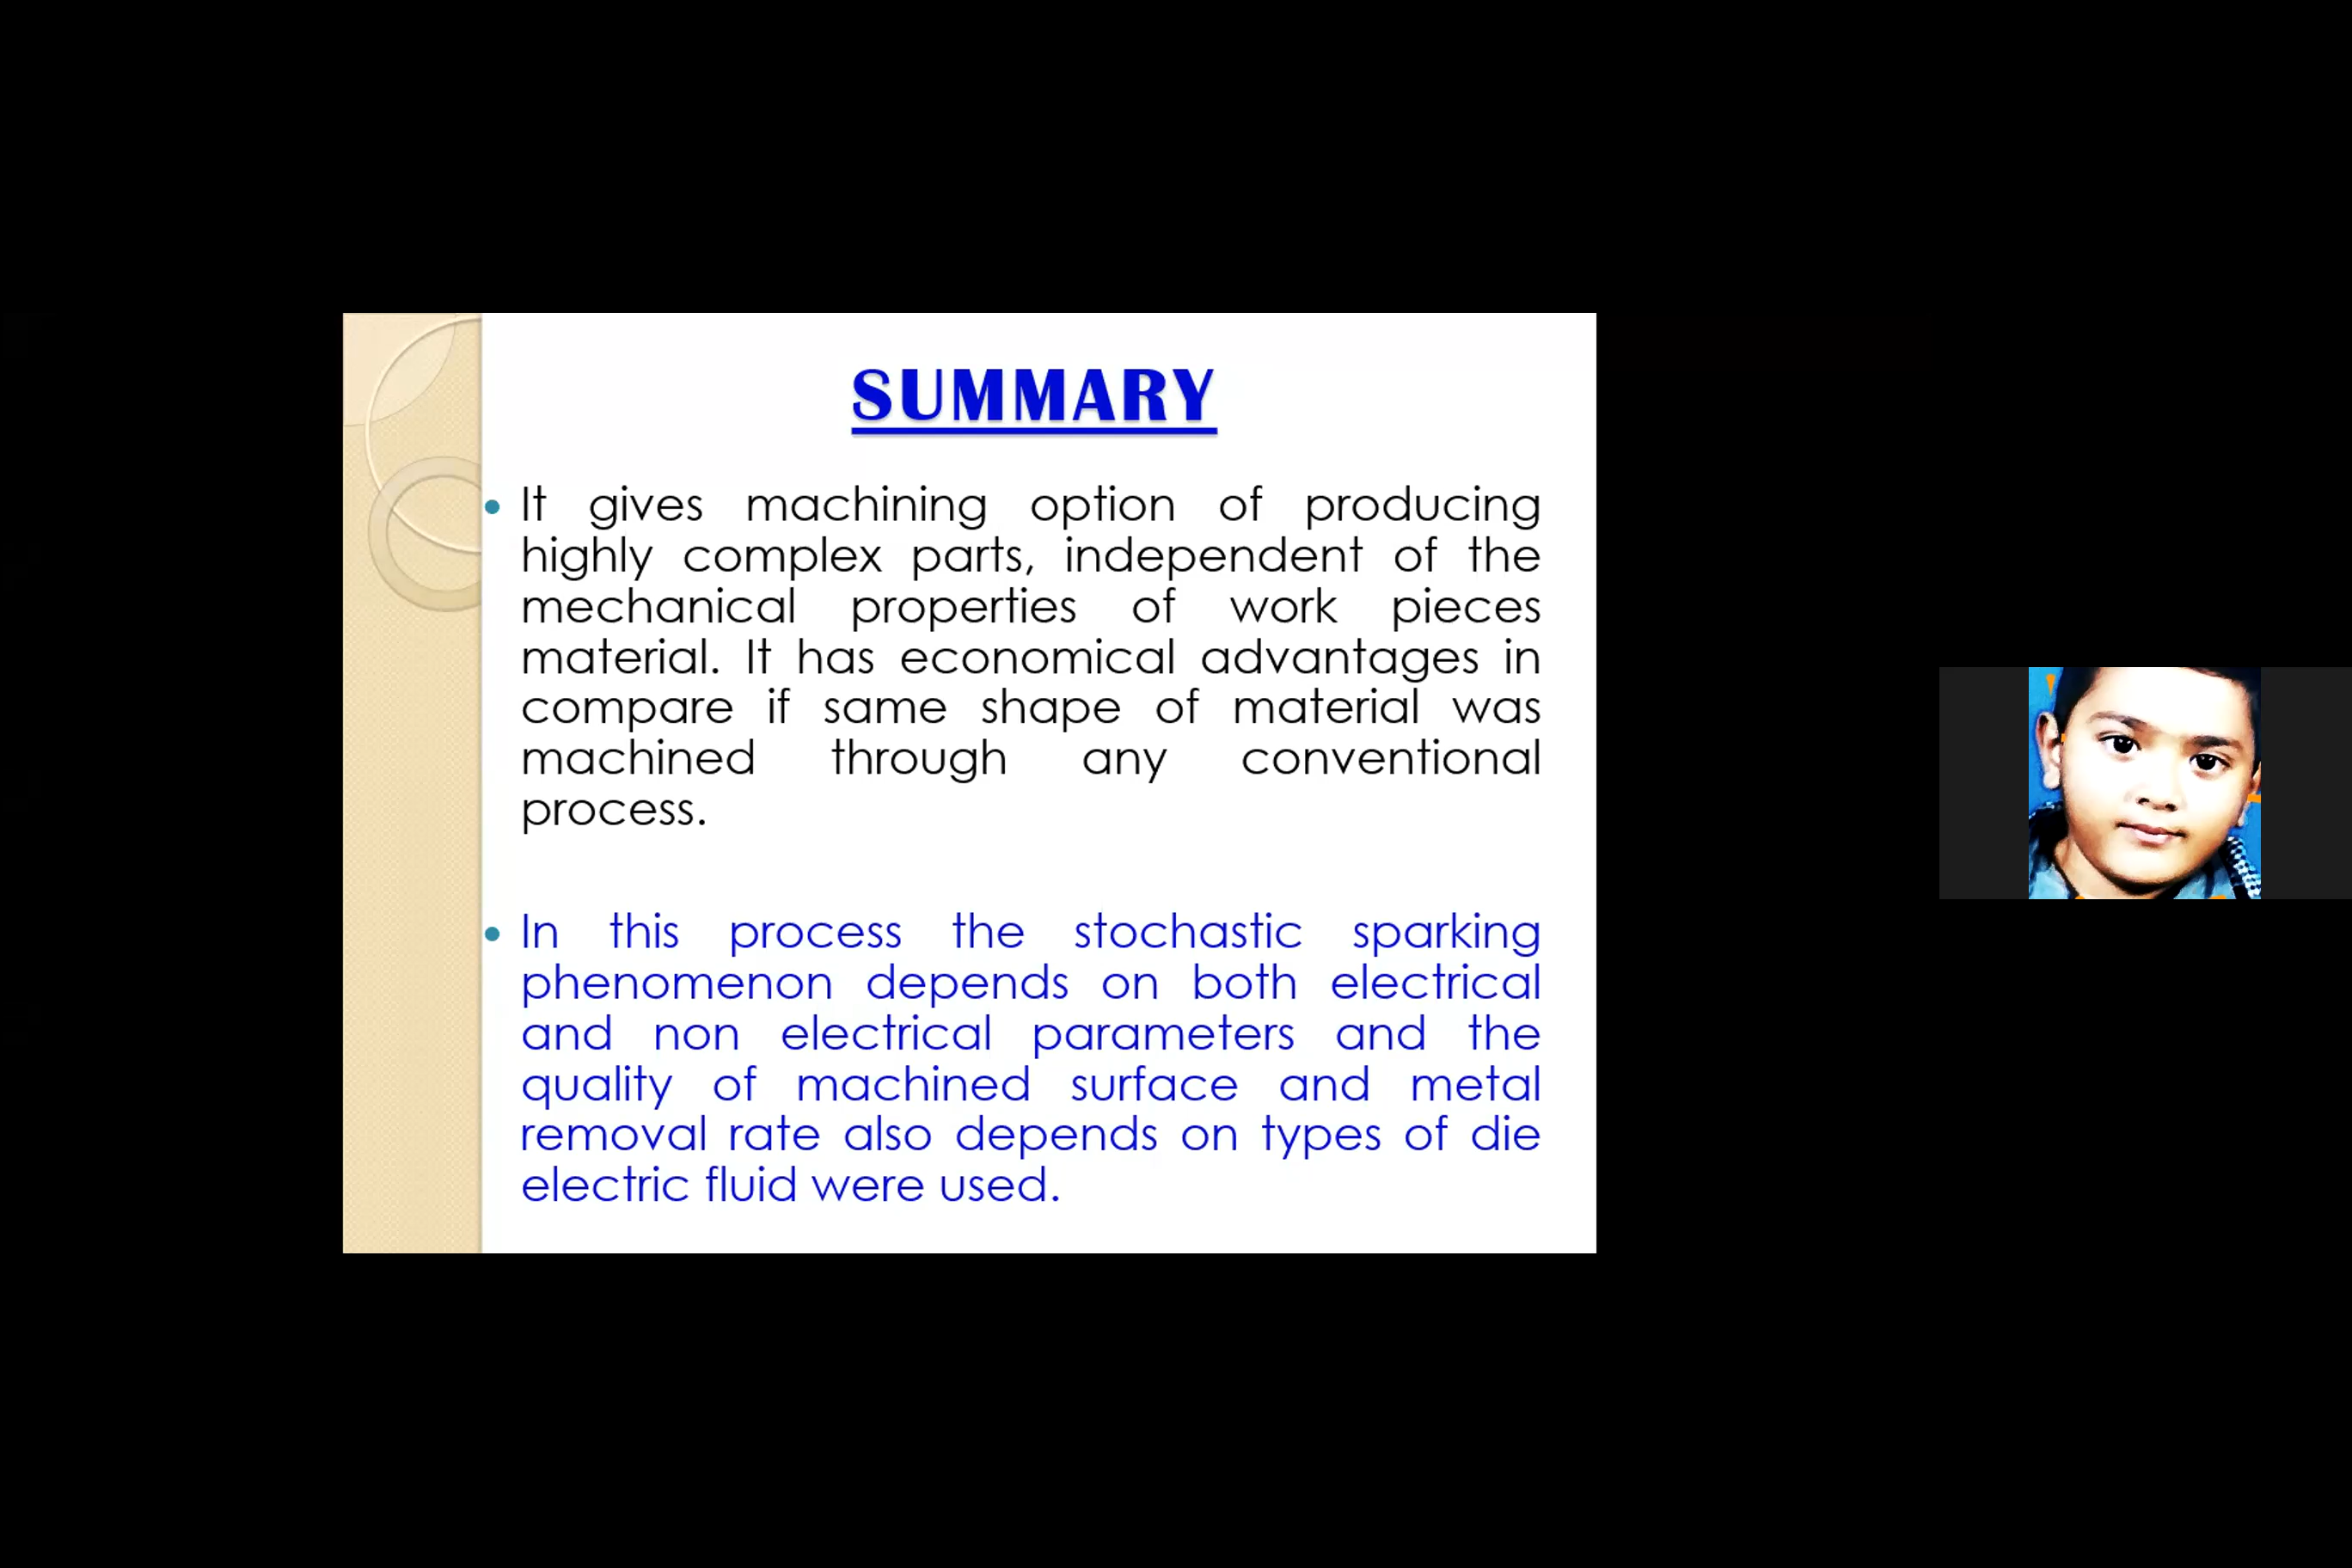 SUMMARY
• It gives machining option of producing
highly complex parts, independent of the
mechanical properties of work pieces
material. It has economical advantages in
compare if same shape of material was
machined through any conventional
process.
• In this process the stochastic sparking
phenomenon depends on both electrical
and non electrical parameters and the
quality of machined surface and metal
removal rate also depends on types of die
electric fluid were used.